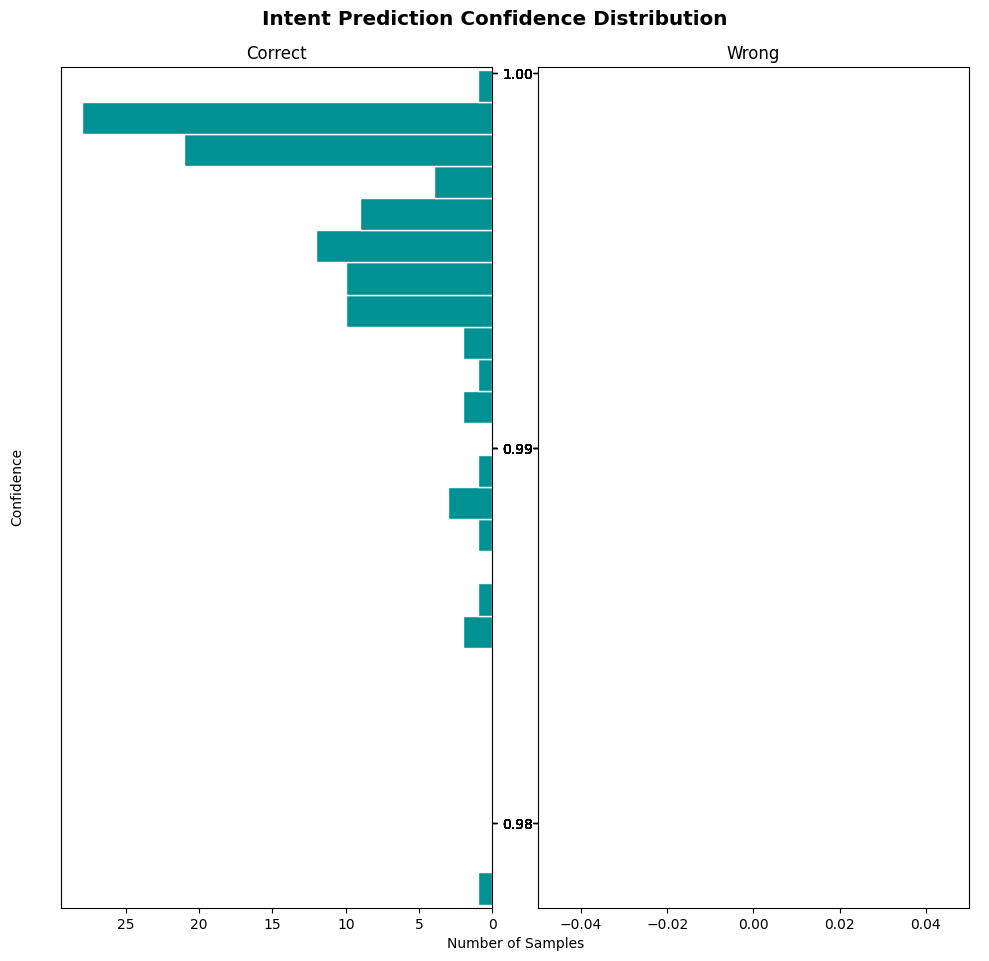 Intent Prediction Confidence Distribution
Correct
Wrong
1.00
0.99
0.98
Confidence
25 20 15 10 5 0
−0.04 −0.02 0.00 0.02 0.04
Number of Samples